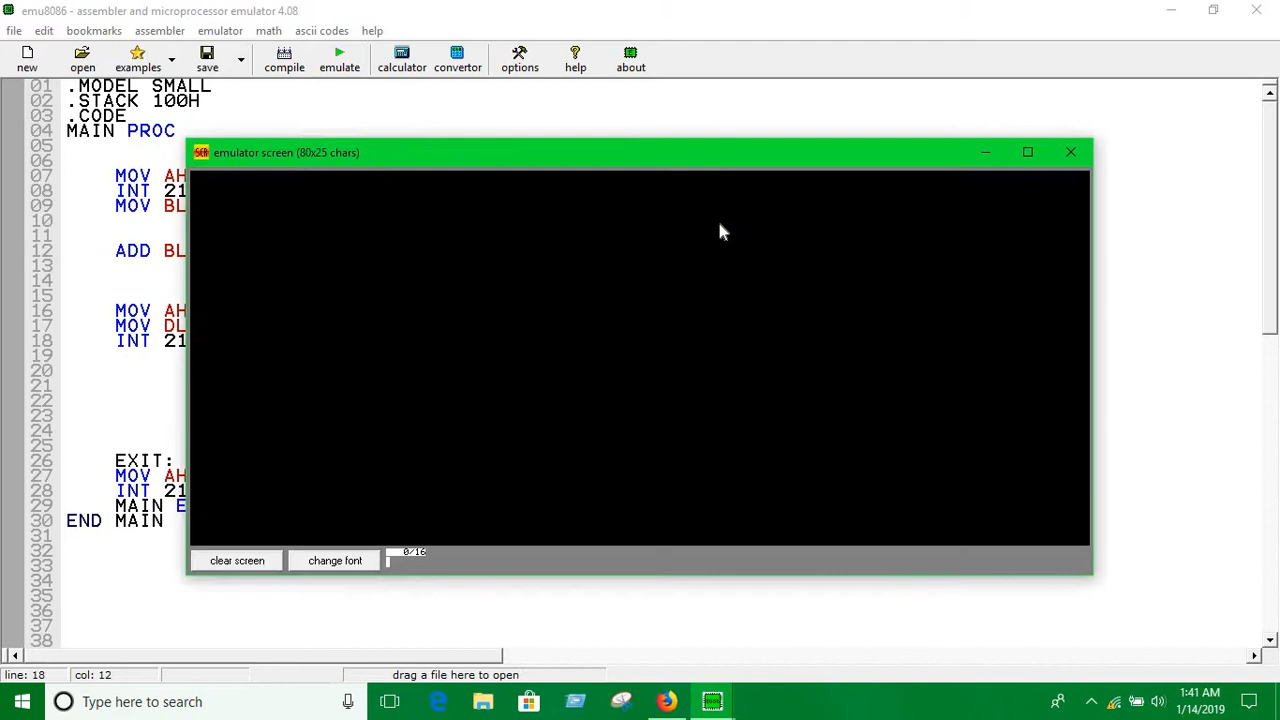 emu8086 - assembler and microprocessor emulator 4.08
file edit bookmarks assembler emulator math ascii codes help
new open examples save compile emulate calculator convertor options help about
01 .MODEL SMALL
02 .STACK 100H
03 .CODE
04 MAIN PROC
05
emulator screen (80x25 chars)
06
07 MOV AH
08 INT 21
09 MOV BL
10
11
12 ADD BL
13
14
15
16 MOV AH
17 MOV DL
18 INT 21
19
20
21
22
23
24
25
26 EXIT:
27 MOV AH
28 INT 21
29 MAIN E
30 END MAIN
31
32
0/16
clear screen change font
33
34
35
36
37
38
line: 18 col: 12 drag a file here to open
Type here to search
1:41 AM
1/14/2019